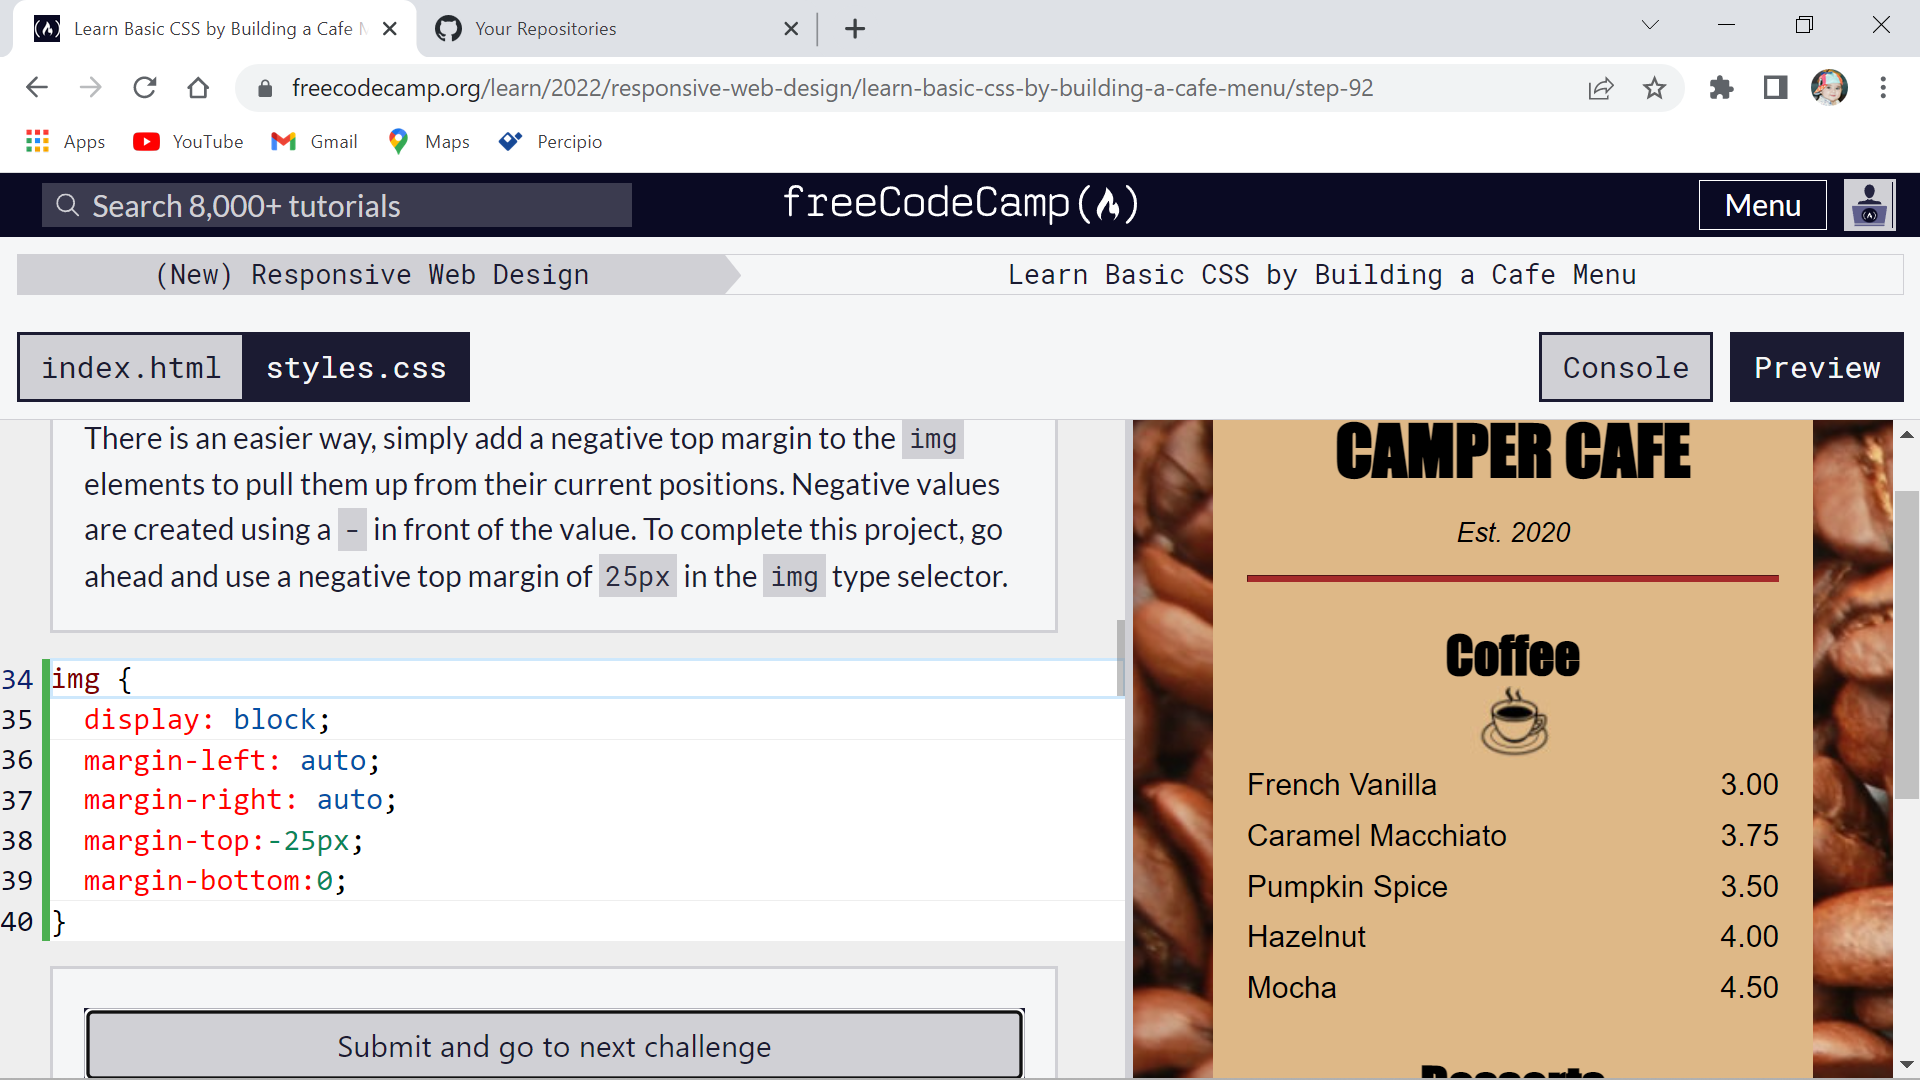 Learn Basic CSS by Building a Cafe
Your Repositories
freecodecamp.org/learn/2022/responsive-web-design/learn-basic-css-by-building-a-cafe-menu/step-92
Apps
YouTube
Gmail
Maps
Percipio
Search 8,000+ tutorials
freeCodeCamp
Menu
(New) Responsive Web Design
Learn Basic CSS by Building a Cafe Menu
index.html
styles.css
Console
Preview
There is an easier way, simply add a negative top margin to the img
elements to pull them up from their current positions. Negative values
are created using a - in front of the value. To complete this project, go
ahead and use a negative top margin of 25px in the img type selector.
34 img {
35 display: block;
36 margin-left: auto;
37 margin-right: auto;
38 margin-top:-25px;
39 margin-bottom:0;
40 }
Submit and go to next challenge
CAMPER CAFE
Est. 2020
Coffee
French Vanilla 3.00
Caramel Macchiato 3.75
Pumpkin Spice 3.50
Hazelnut 4.00
Mocha 4.50
Desserts